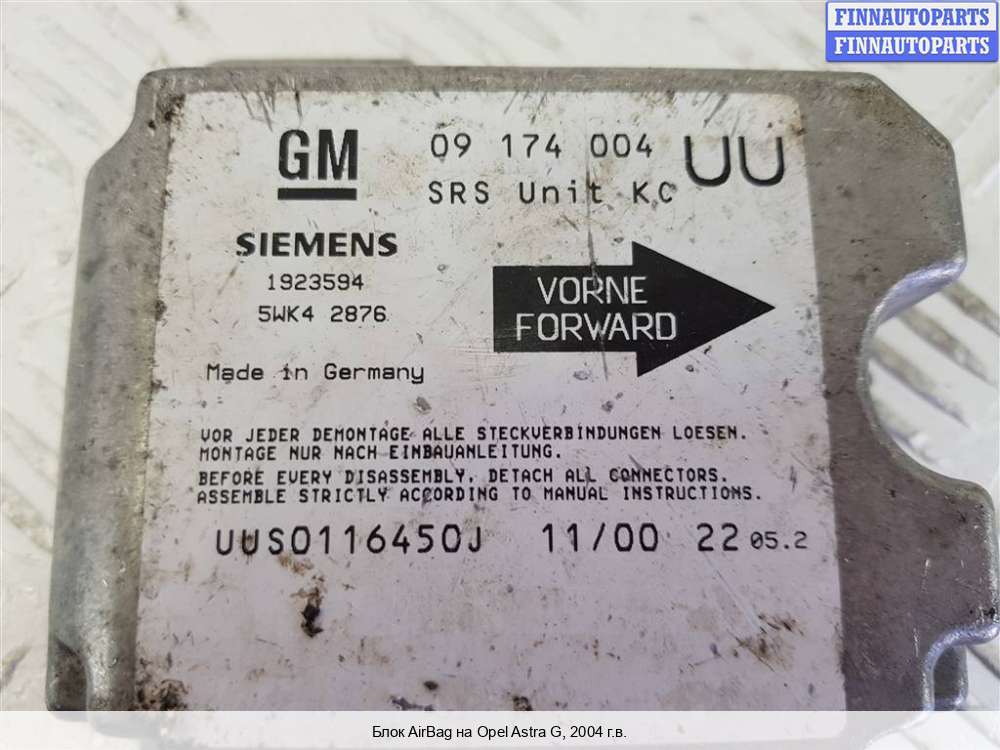 FINNAUTOPARTS
FINNAUTOPARTS
GM 09 174 004 UU
SRS Unit KC
SIEMENS
1923594
5WK4 2876
VORNE
FORWARD
Made in Germany
VOR JEDER DEMONTAGE ALLE STECKVERBINDUNGEN LOESEN.
MONTAGE NUR NACH EINBAUANLEITUNG.
BEFORE EVERY DISASSEMBLY, DETACH ALL CONNECTORS.
ASSEMBLE STRICTLY ACCORDING TO MANUAL INSTRUCTIONS.
UUS0116450J 11/00 22 05.2
Блок AirBag на Opel Astra G, 2004 г.в.